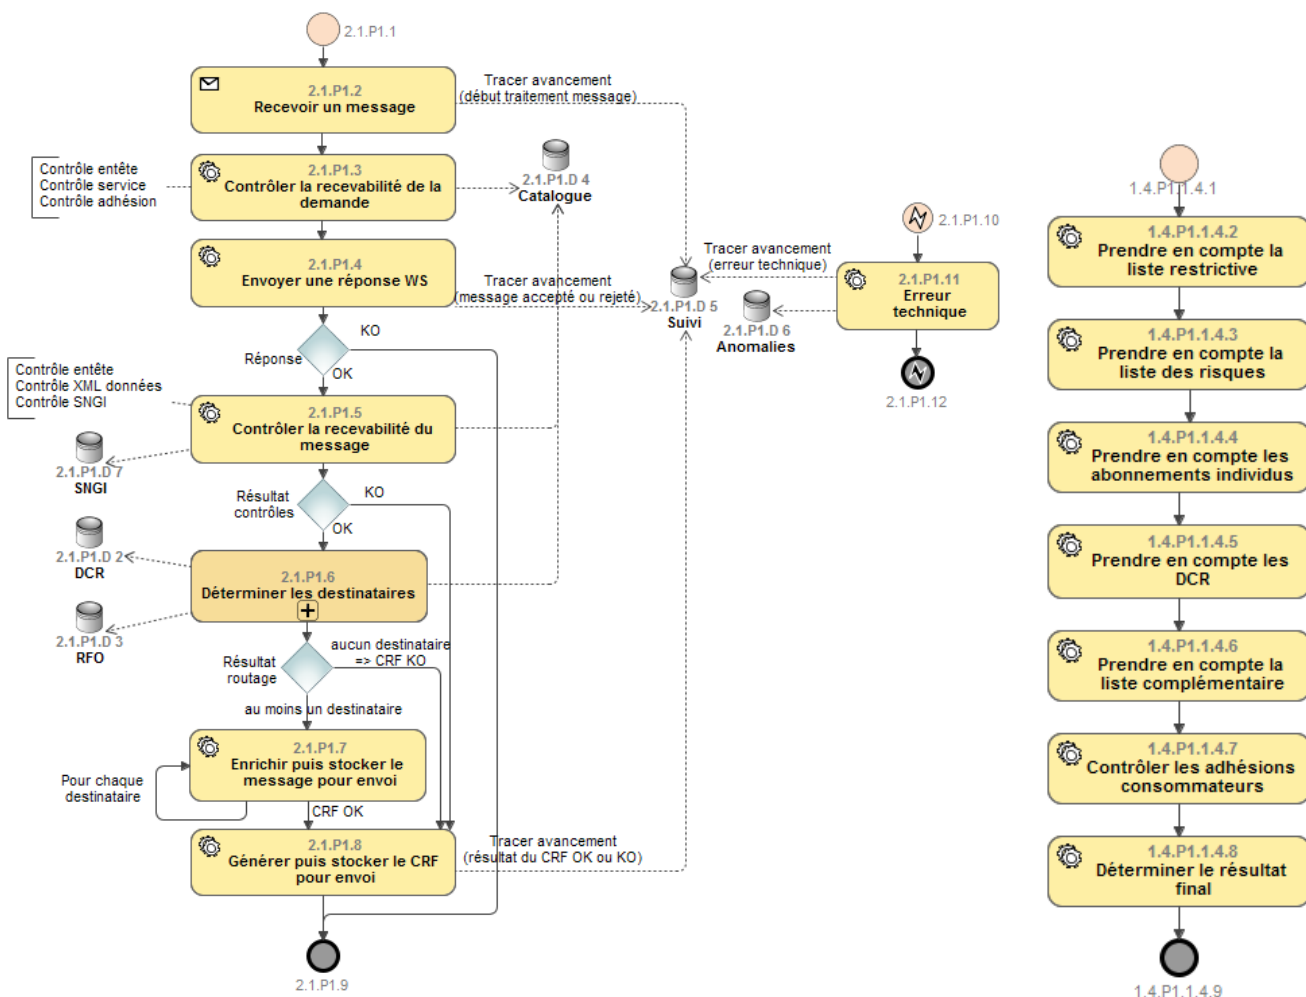 2.1.P1.1
2.1.P1.2
Recevoir un message
Tracer avancement
(début traitement message)
Contrôle entête
Contrôle service
Contrôle adhésion
2.1.P1.3
Contrôler la recevabilité de la
demande
2.1.P1.D 4
Catalogue
2.1.P1.4
Envoyer une réponse WS
Tracer avancement
(message accepté ou rejeté)
2.1.P1.D 5
Suivi
Tracer avancement
(erreur technique)
2.1.P1.10
2.1.P1.11
Erreur
technique
2.1.P1.D 6
Anomalies
2.1.P1.12
Réponse
KO
OK
Contrôle entête
Contrôle XML données
Contrôle SNGI
2.1.P1.5
Contrôler la recevabilité du
message
2.1.P1.D 7
SNGI
Résultat
contrôles
KO
OK
2.1.P1.D 2
DCR
2.1.P1.6
Déterminer les destinataires
2.1.P1.D 3
RFO
Résultat
routage
aucun destinataire
=> CRF KO
au moins un destinataire
2.1.P1.7
Enrichir puis stocker le
message pour envoi
Pour chaque
destinataire
CRF OK
2.1.P1.8
Générer puis stocker le CRF
pour envoi
Tracer avancement
(résultat du CRF OK ou KO)
2.1.P1.9
1.4.P1.1.4.1
1.4.P1.1.4.2
Prendre en compte la
liste restrictive
1.4.P1.1.4.3
Prendre en compte la
liste des risques
1.4.P1.1.4.4
Prendre en compte les
abonnements individus
1.4.P1.1.4.5
Prendre en compte les
DCR
1.4.P1.1.4.6
Prendre en compte la
liste complémentaire
1.4.P1.1.4.7
Contrôler les adhésions
consommateurs
1.4.P1.1.4.8
Déterminer le résultat
final
1.4.P1.1.4.9